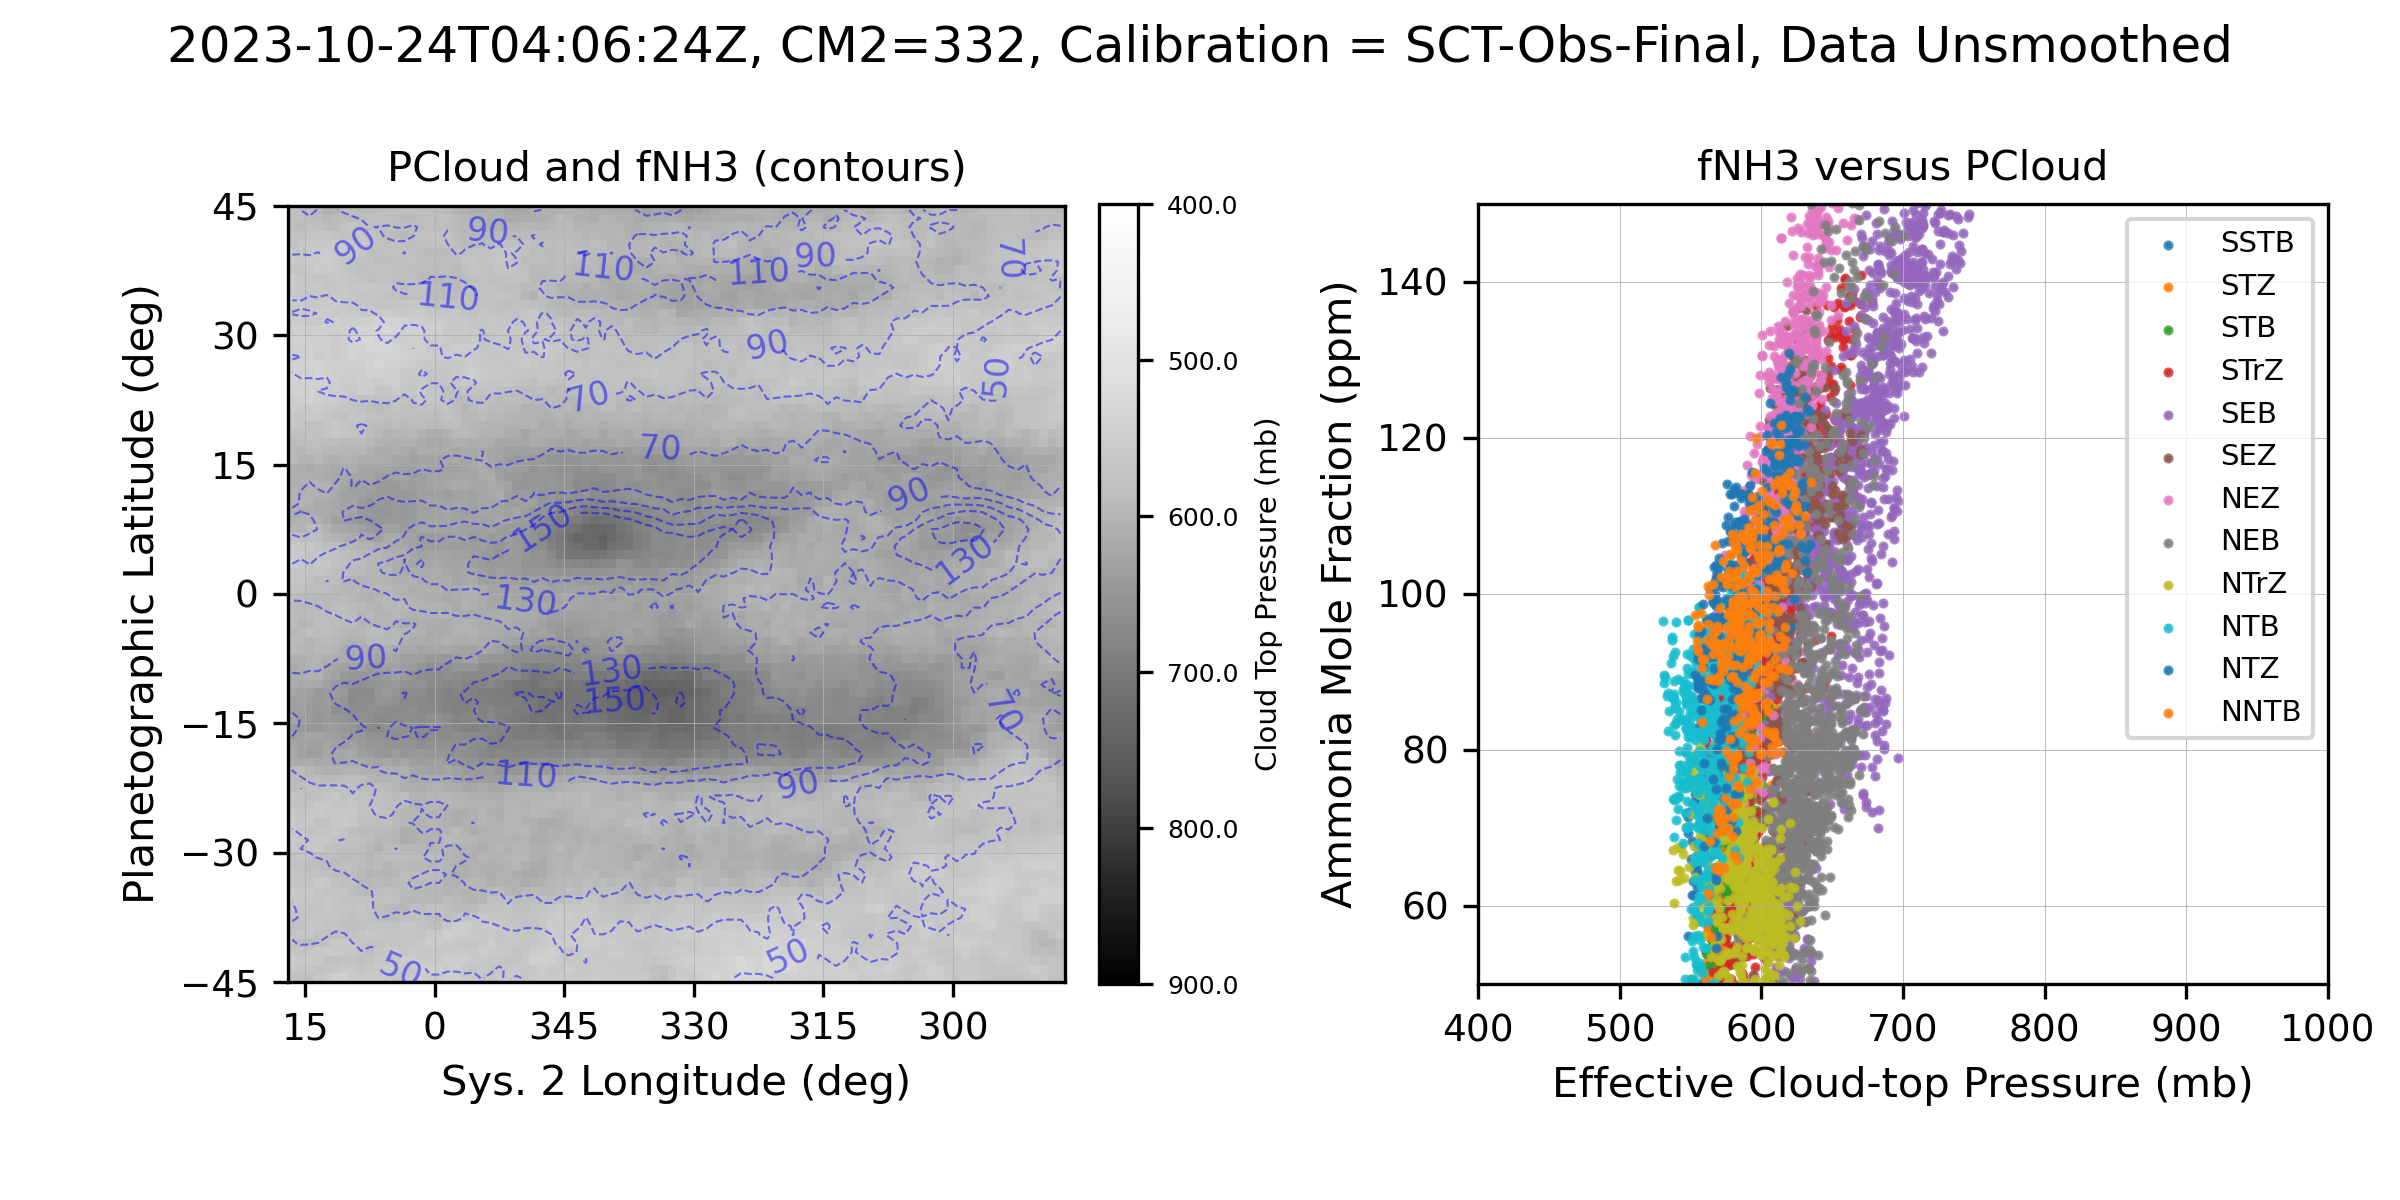 2023-10-24T04:06:24Z, CM2=332, Calibration = SCT-Obs-Final, Data Unsmoothed
PCloud and fNH3 (contours)
Planetographic Latitude (deg)
45
30
15
0
−15
−30
−45
15
0
345
330
315
300
Sys. 2 Longitude (deg)
90
90
110
110
110
90
70
90
70
50
70
90
150
130
130
90
130
150
70
110
90
50
50
400.0
500.0
600.0
700.0
800.0
900.0
Cloud Top Pressure (mb)
fNH3 versus PCloud
Ammonia Mole Fraction (ppm)
140
120
100
80
60
400
500
600
700
800
900
1000
Effective Cloud-top Pressure (mb)
SSTB
STZ
STB
STrZ
SEB
SEZ
NEZ
NEB
NTrZ
NTB
NTZ
NNTB